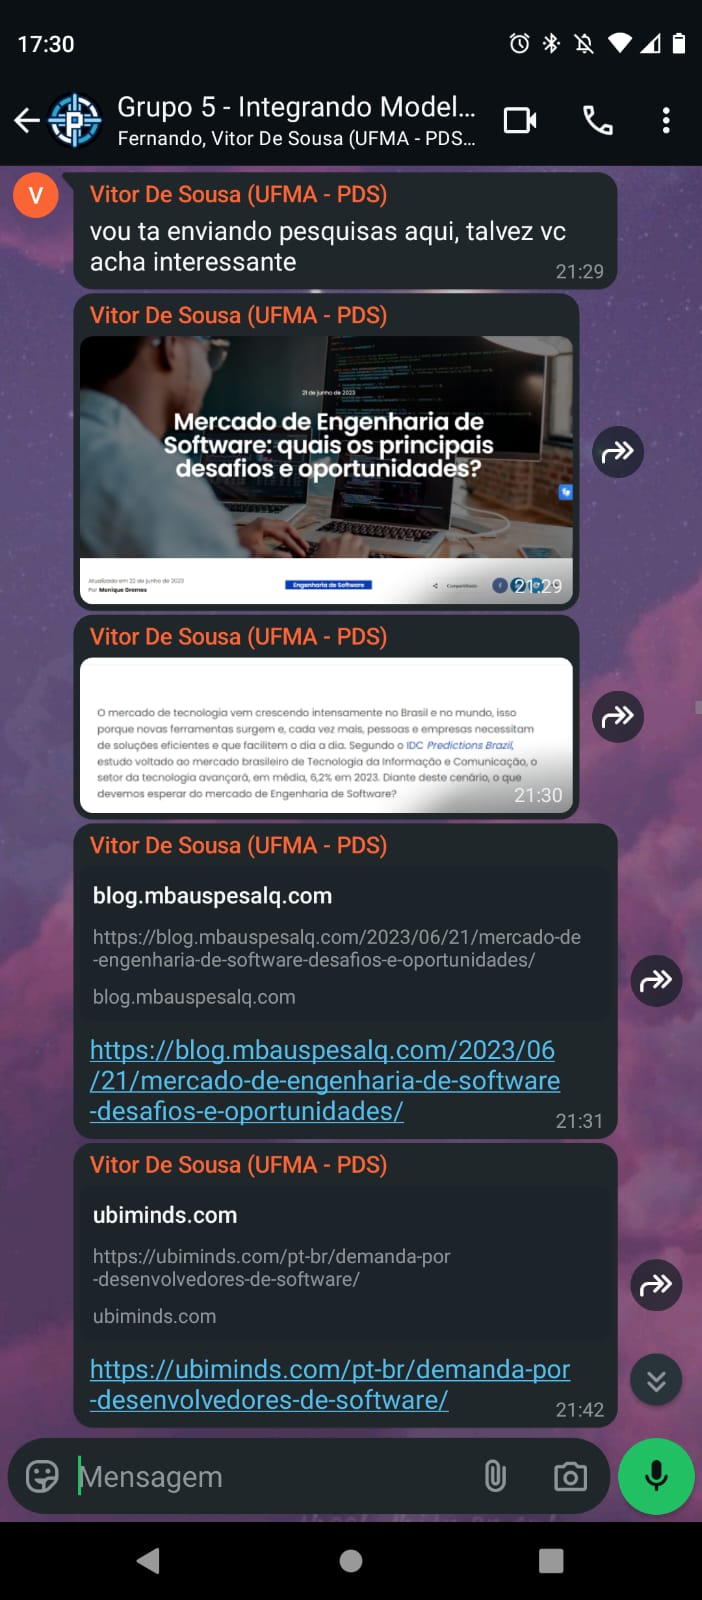 17:30
Grupo 5 - Integrando Model...
Fernando, Vitor De Sousa (UFMA - PDS...
V
Vitor De Sousa (UFMA - PDS)
vou ta enviando pesquisas aqui, talvez vc
acha interessante
21:29
Vitor De Sousa (UFMA - PDS)
21 de junho de 2023
Mercado de Engenharia de
Software: quais os principais
desafios e oportunidades?
Atualizado em 22 de junho de 2023
Por Monique Gromes
Engenharia de Software
Compartilhado
21:29
Vitor De Sousa (UFMA - PDS)
O mercado de tecnologia vem crescendo intensamente no Brasil e no mundo, isso
porque novas ferramentas surgem e, cada vez mais, pessoas e empresas necessitam
de soluções eficientes e que facilitem o dia a dia. Segundo o IDC Predictions Brazil,
estudo voltado ao mercado brasileiro de Tecnologia da Informação e Comunicação, o
setor da tecnologia avançará, em média, 6,2% em 2023. Diante deste cenário, o que
devemos esperar do mercado de Engenharia de Software?
21:30
Vitor De Sousa (UFMA - PDS)
blog.mbauspesalq.com
https://blog.mbauspesalq.com/2023/06/21/mercado-de
-engenharia-de-software-desafios-e-oportunidades/
blog.mbauspesalq.com
https://blog.mbauspesalq.com/2023/06
/21/mercado-de-engenharia-de-software
-desafios-e-oportunidades/
21:31
Vitor De Sousa (UFMA - PDS)
ubiminds.com
https://ubiminds.com/pt-br/demanda-por
-desenvolvedores-de-software/
ubiminds.com
https://ubiminds.com/pt-br/demanda-por
-desenvolvedores-de-software/
21:42
Mensagem